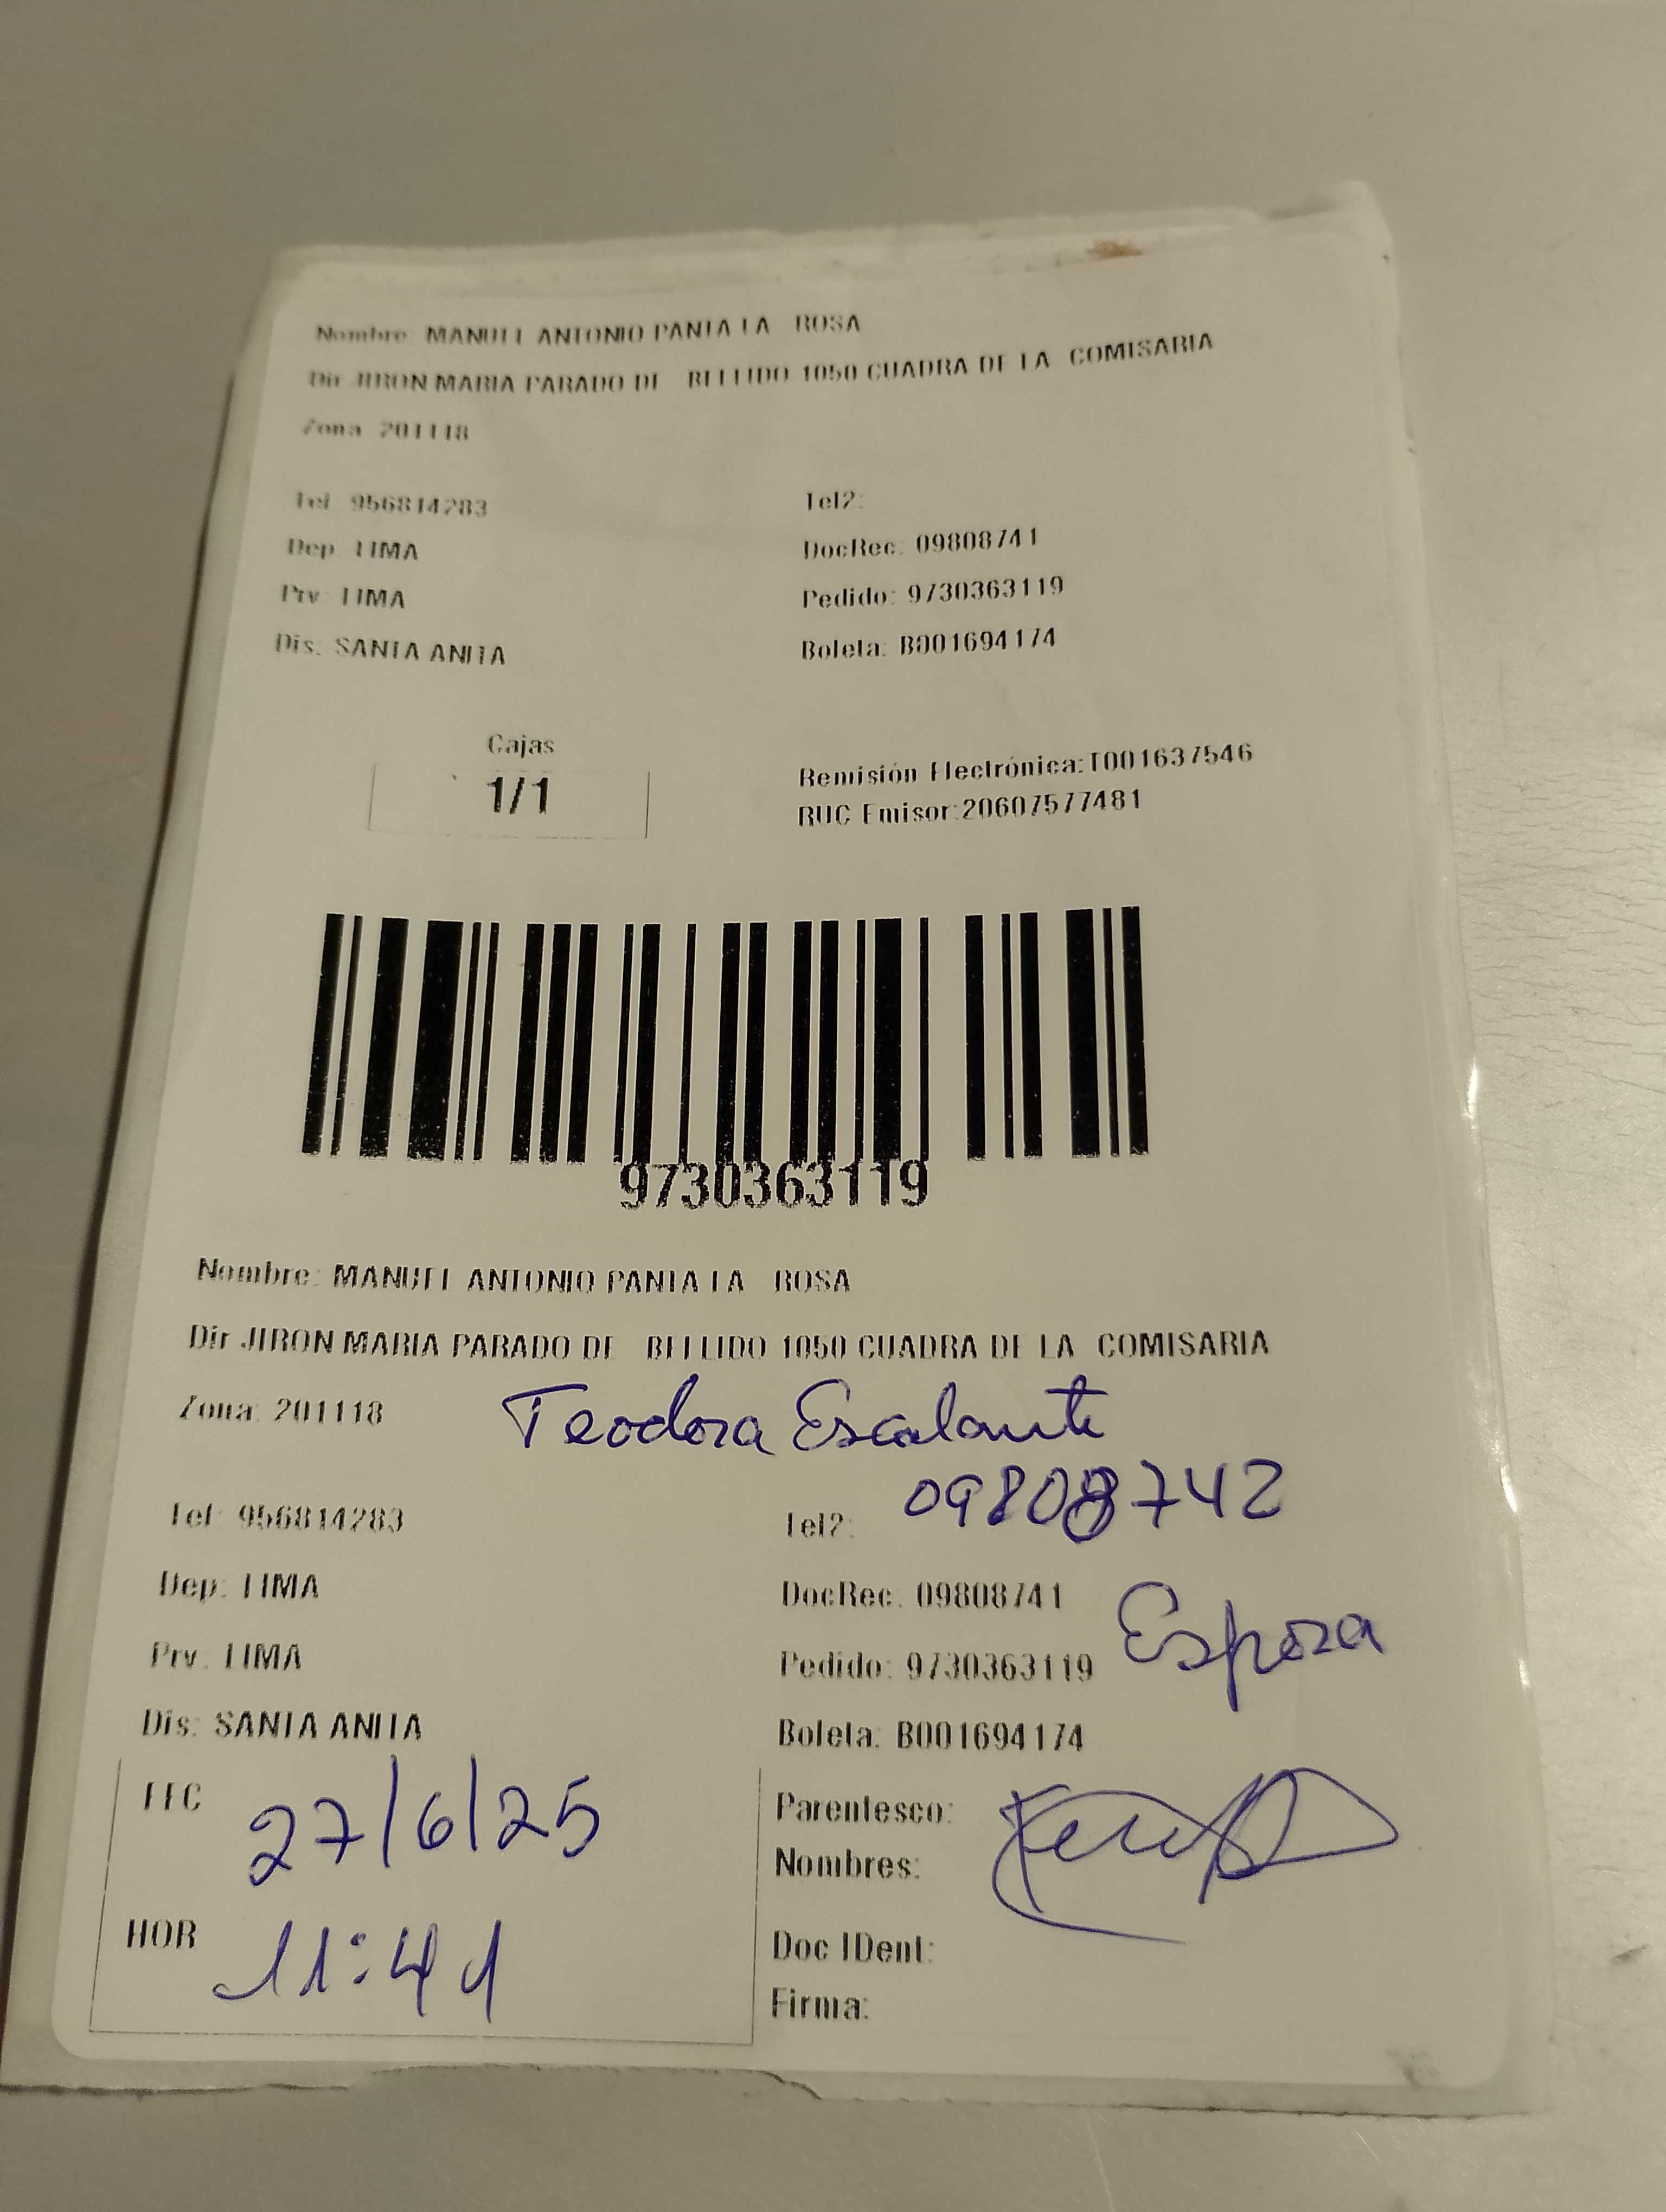 Nombre: MANUEL ANTONIO PANTA LA ROSA
Dir JIRON MARIA PARADO DE BELLIDO 1050 CUADRA DE LA COMISARIA
Zona: 201118
Tel: 956814283 Tel2:
Dep: LIMA DocRec: 09808741
Prv: LIMA Pedido: 9730363119
Dis: SANTA ANITA Boleta: B001694174
Cajas
1/1
Remisión Electrónica:T001637546
RUC Emisor:20607577481
9730363119
Nombre: MANUEL ANTONIO PANTA LA ROSA
Dir JIRON MARIA PARADO DE BELLIDO 1050 CUADRA DE LA COMISARIA
Zona: 201118 Teodora Escalante
09808742
Tel: 956814283 Tel2:
Dep: LIMA DocRec: 09808741
Esposa
Prv: LIMA Pedido: 9730363119
Dis: SANTA ANITA Boleta: B001694174
FEC 27/6/25 Parentesco:
Nombres:
HOR 11:41 Doc IDent:
Firma: